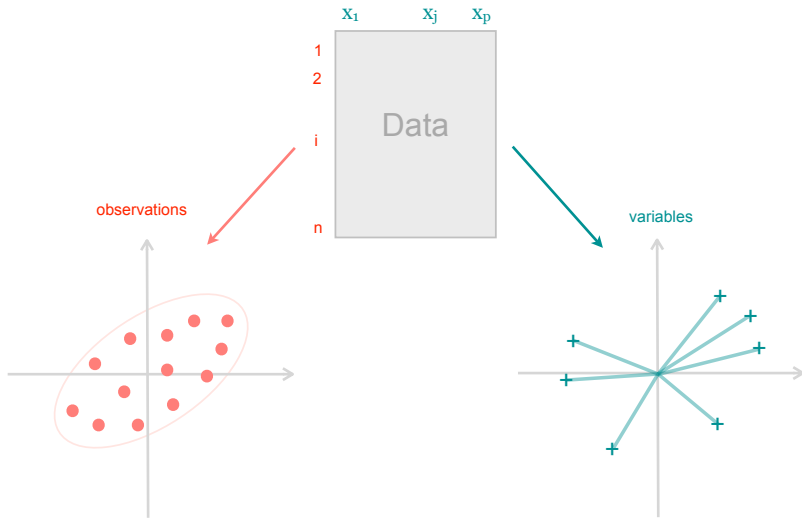 x₁ xⱼ xₚ
1
2
Data
i
observations
variables
n